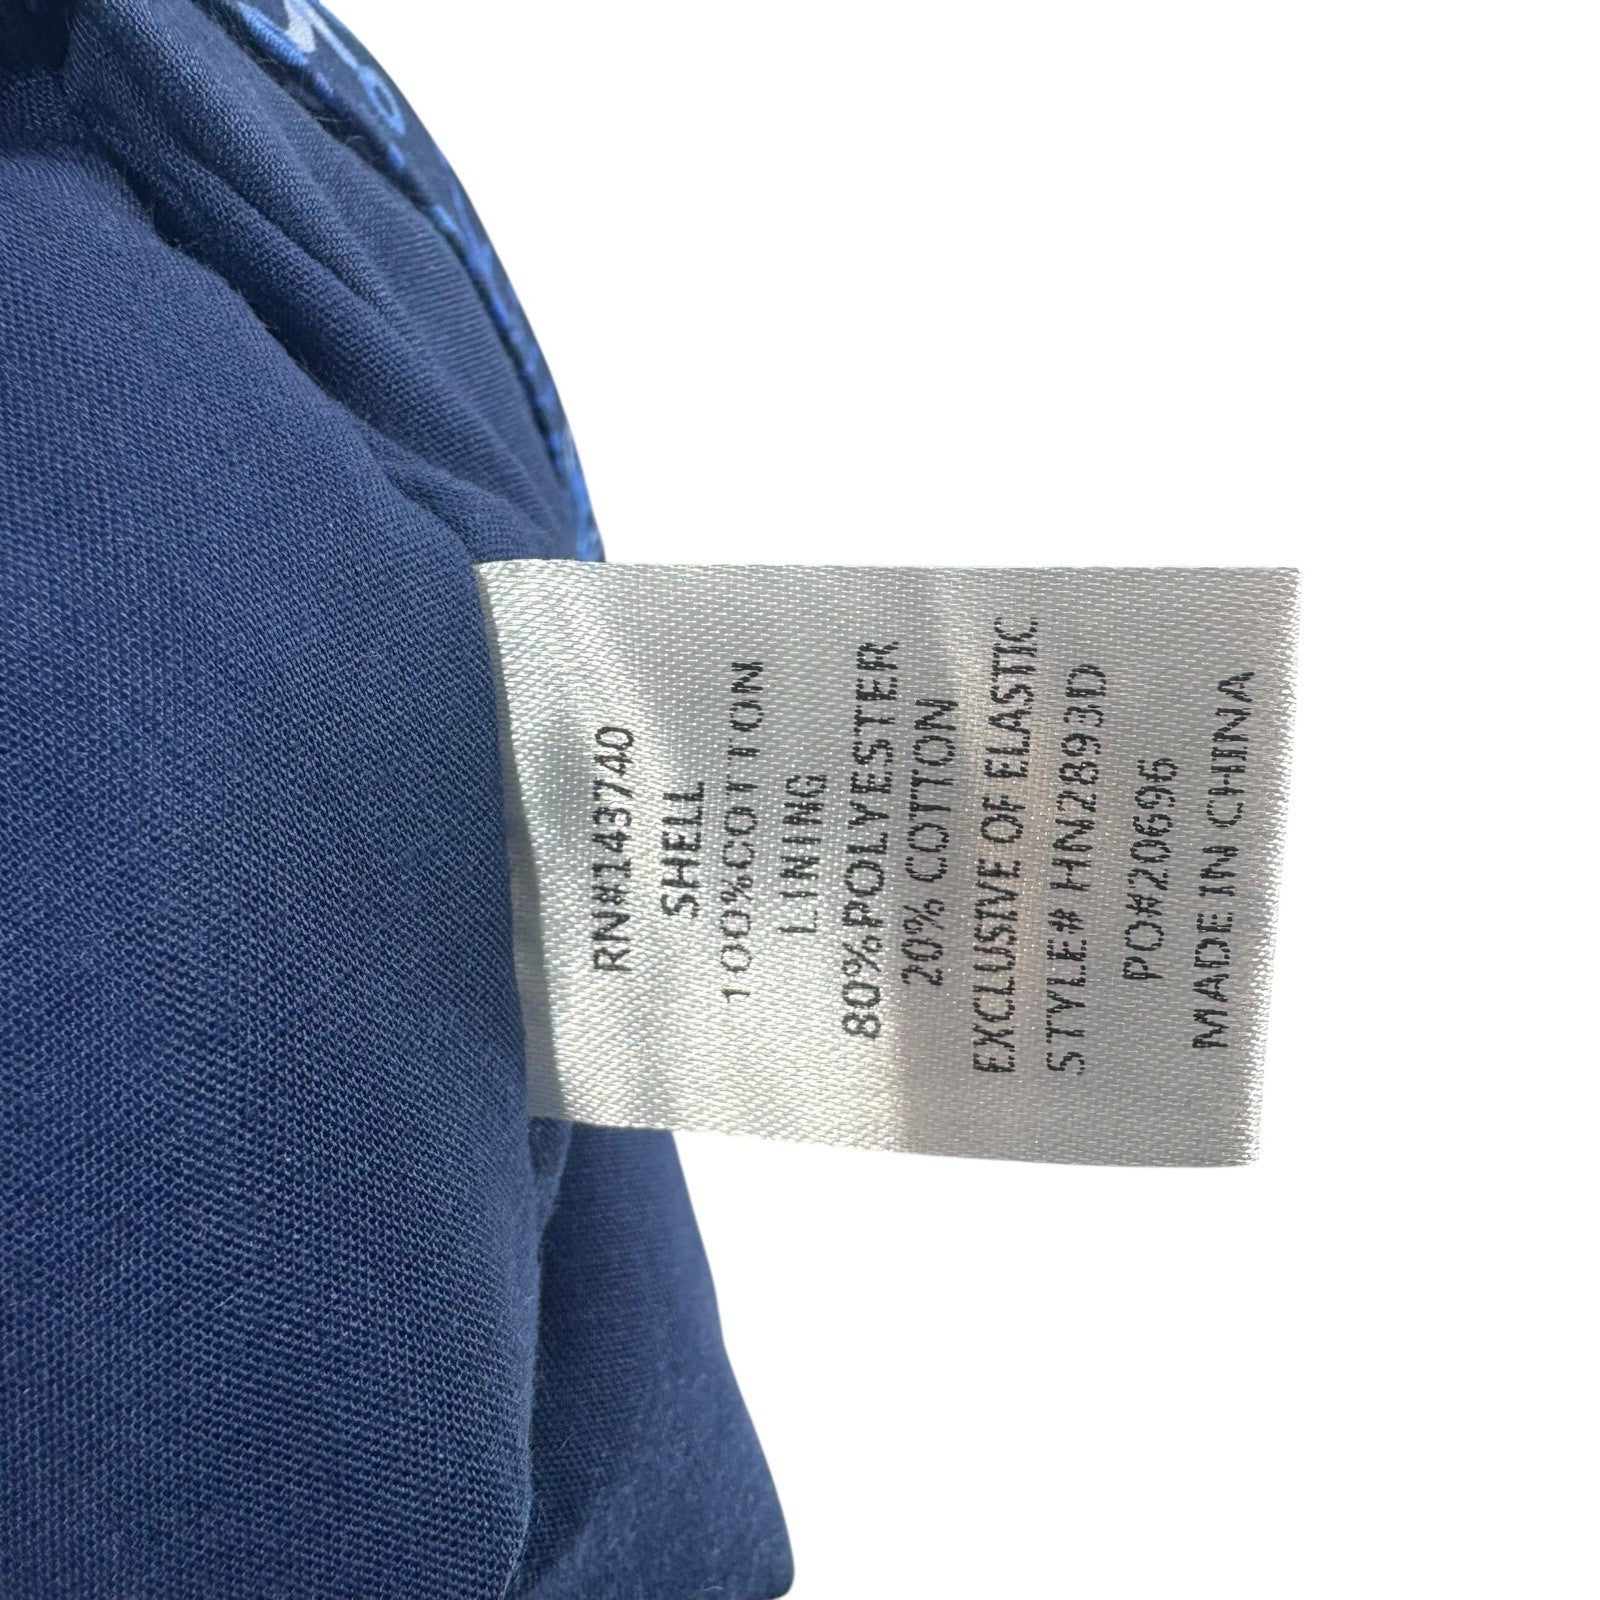 RN#143740
SHELL
100%COTTON
LINING
80%POLYESTER
20% COTTON
EXCLUSIVE OF ELASTIC
STYLE# HN2893D
PO#20696
MADE IN CHINA